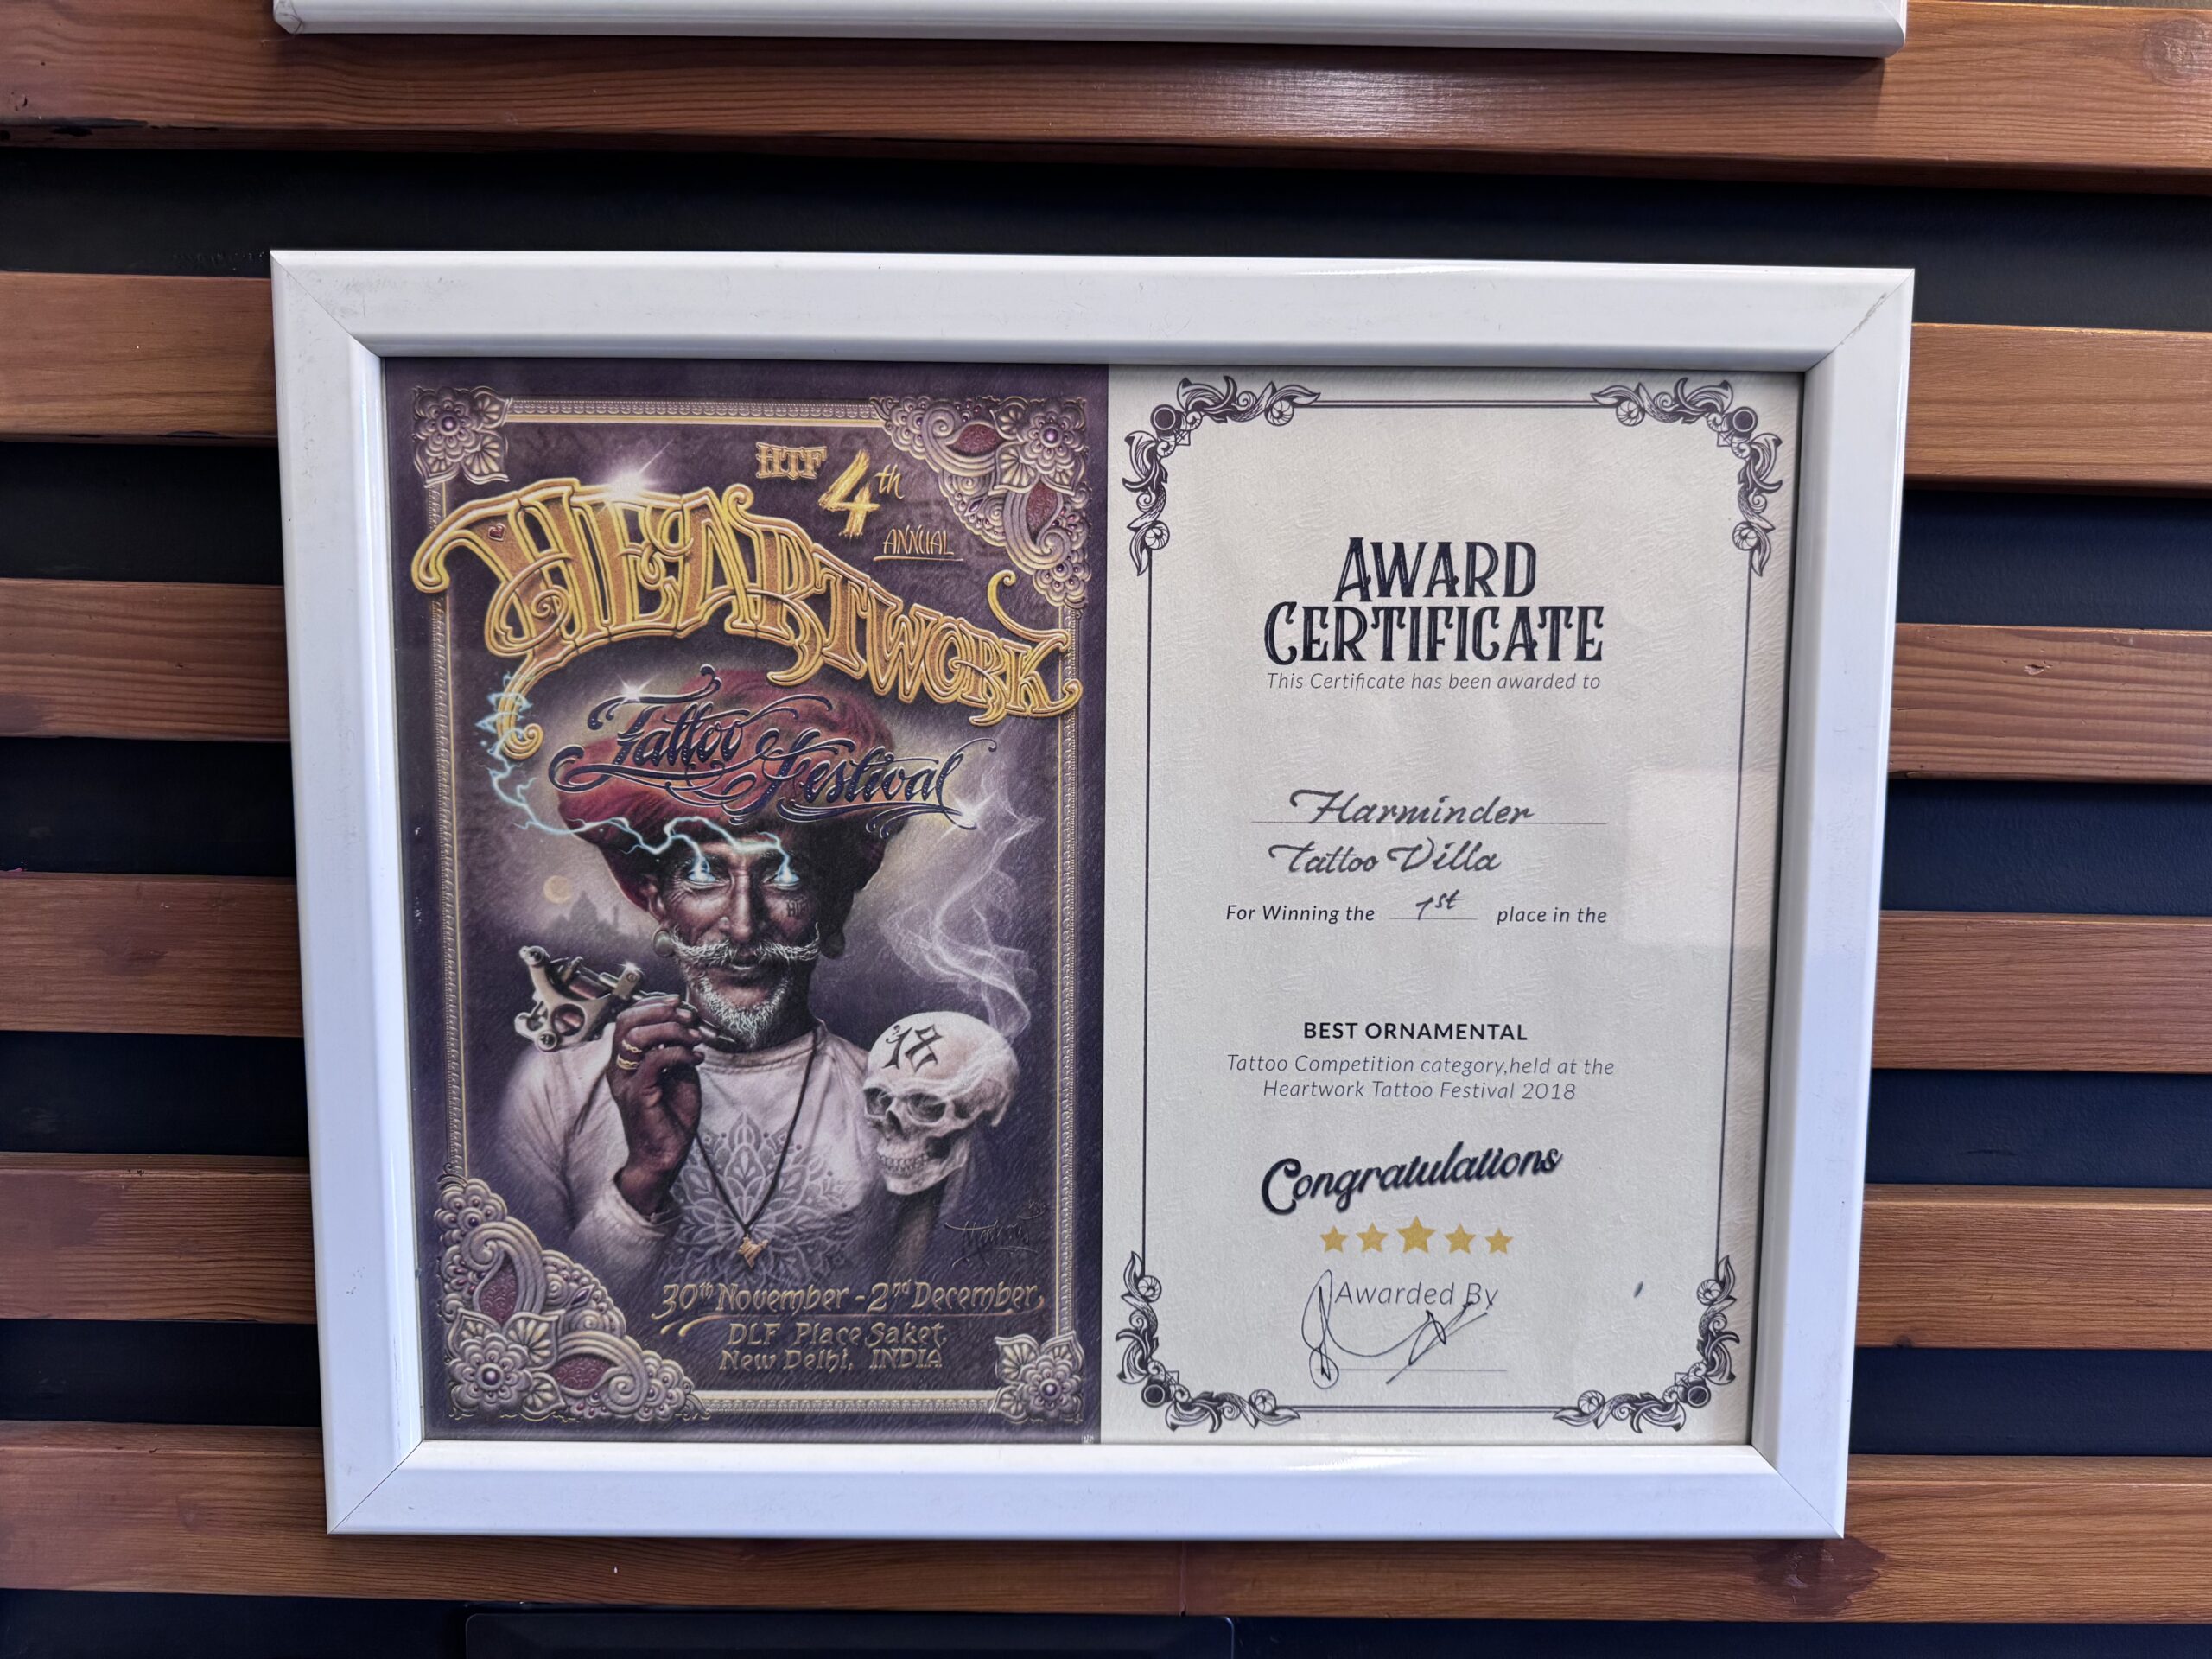 HTF 4th
ANNUAL
HEARTWORK
Tattoo Festival
HTF
'18
30th November - 2nd December,
DLF Place Saket,
New Delhi, INDIA
AWARD
CERTIFICATE
This Certificate has been awarded to
Harminder
Tattoo Villa
For Winning the 1st place in the
BEST ORNAMENTAL
Tattoo Competition category,held at the
Heartwork Tattoo Festival 2018
Congratulations
Awarded By